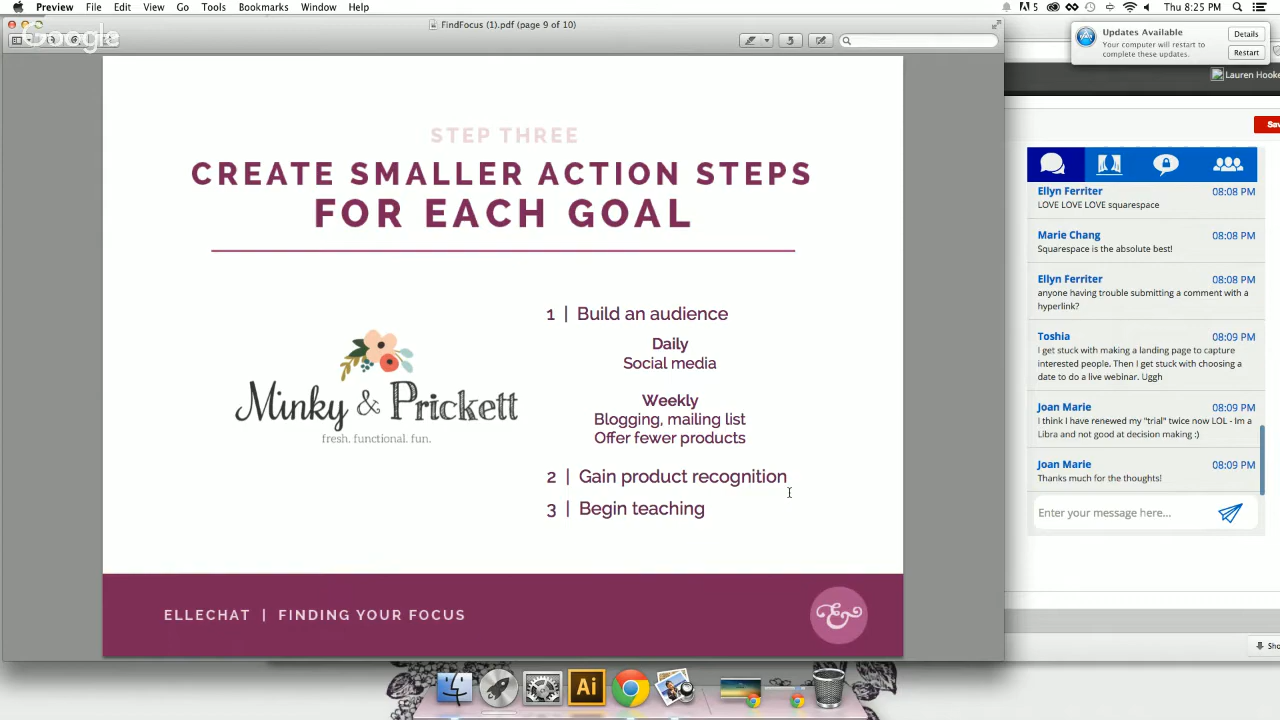 Preview File Edit View Go Tools Bookmarks Window Help
5 Thu 8:25 PM
FindFocus (1).pdf (page 9 of 10)
Google
Updates Available
Your computer will restart to
complete these updates.
Details
Restart
Lauren Hooke
STEP THREE
CREATE SMALLER ACTION STEPS
FOR EACH GOAL
Minky & Prickett
fresh. functional. fun.
1 | Build an audience
Daily
Social media
Weekly
Blogging, mailing list
Offer fewer products
2 | Gain product recognition
3 | Begin teaching
ELLECHAT | FINDING YOUR FOCUS
&
Ellyn Ferriter 08:08 PM
LOVE LOVE LOVE squarespace
Marie Chang 08:08 PM
Squarespace is the absolute best!
Ellyn Ferriter 08:08 PM
anyone having trouble submitting a comment with a
hyperlink?
Toshia 08:09 PM
I get stuck with making a landing page to capture
interested people. Then I get stuck with choosing a
date to do a live webinar. Uggh
Joan Marie 08:09 PM
I think I have renewed my "trial" twice now LOL - Im a
Libra and not good at decision making :)
Joan Marie 08:09 PM
Thanks much for the thoughts!
Enter your message here...
Ai